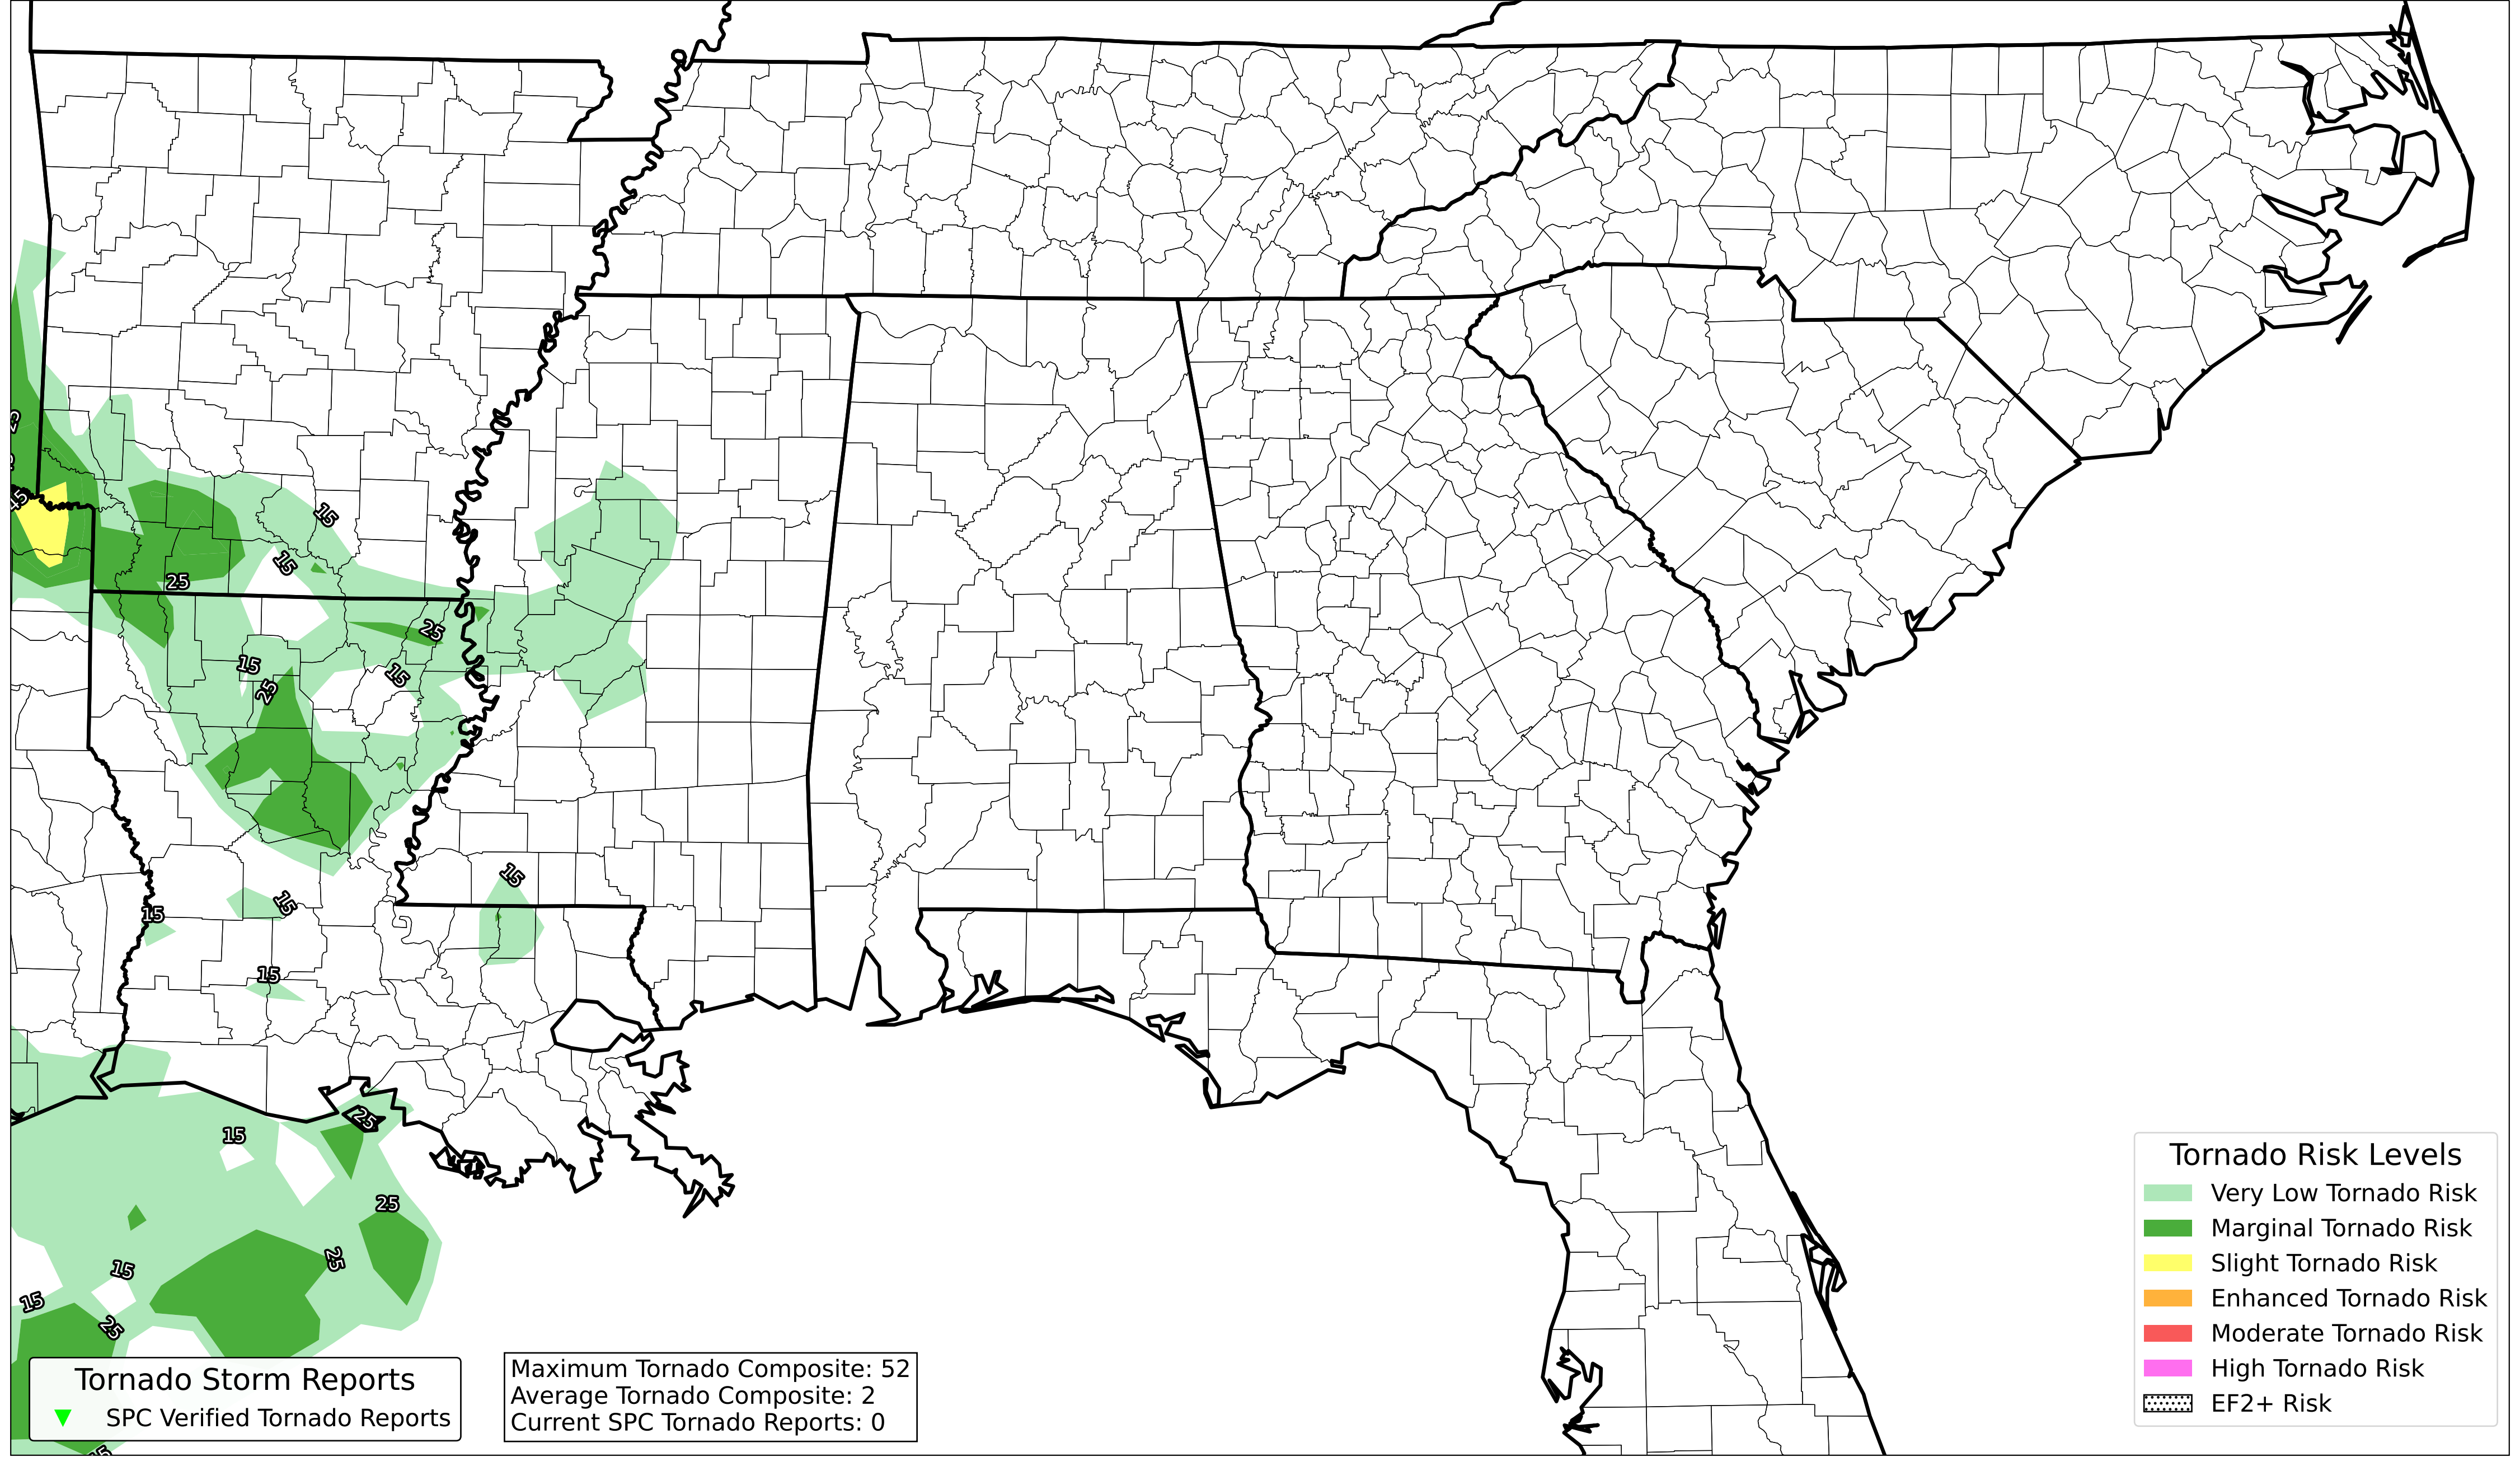 15
15
25
25
15
15
25
15
15
15
15
25
15
25
25
15
15
25
Tornado Risk Levels
Very Low Tornado Risk
Marginal Tornado Risk
Slight Tornado Risk
Enhanced Tornado Risk
Moderate Tornado Risk
High Tornado Risk
EF2+ Risk
Tornado Storm Reports
SPC Verified Tornado Reports
Maximum Tornado Composite: 52
Average Tornado Composite: 2
Current SPC Tornado Reports: 0